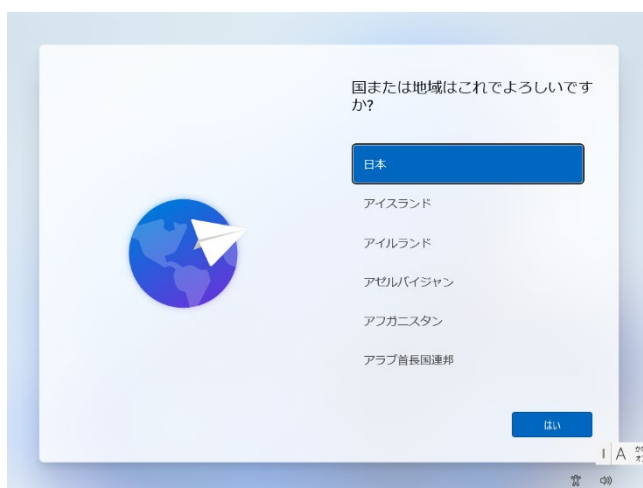 国または地域はこれでよろしいです
か?
日本
アイスランド
アイルランド
アゼルバイジャン
アフガニスタン
アラブ首長国連邦
はい
A